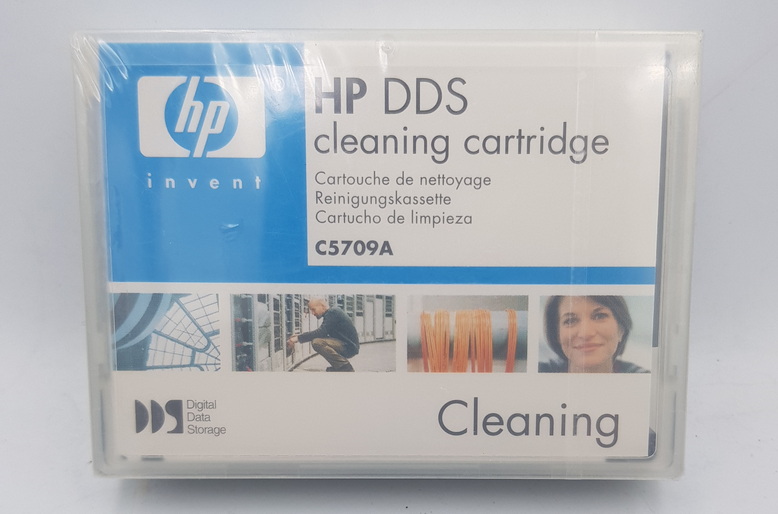 hp
®
invent
HP DDS
cleaning cartridge
Cartouche de nettoyage
Reinigungskassette
Cartucho de limpieza
C5709A
DDS
Digital
Data
Storage
Cleaning